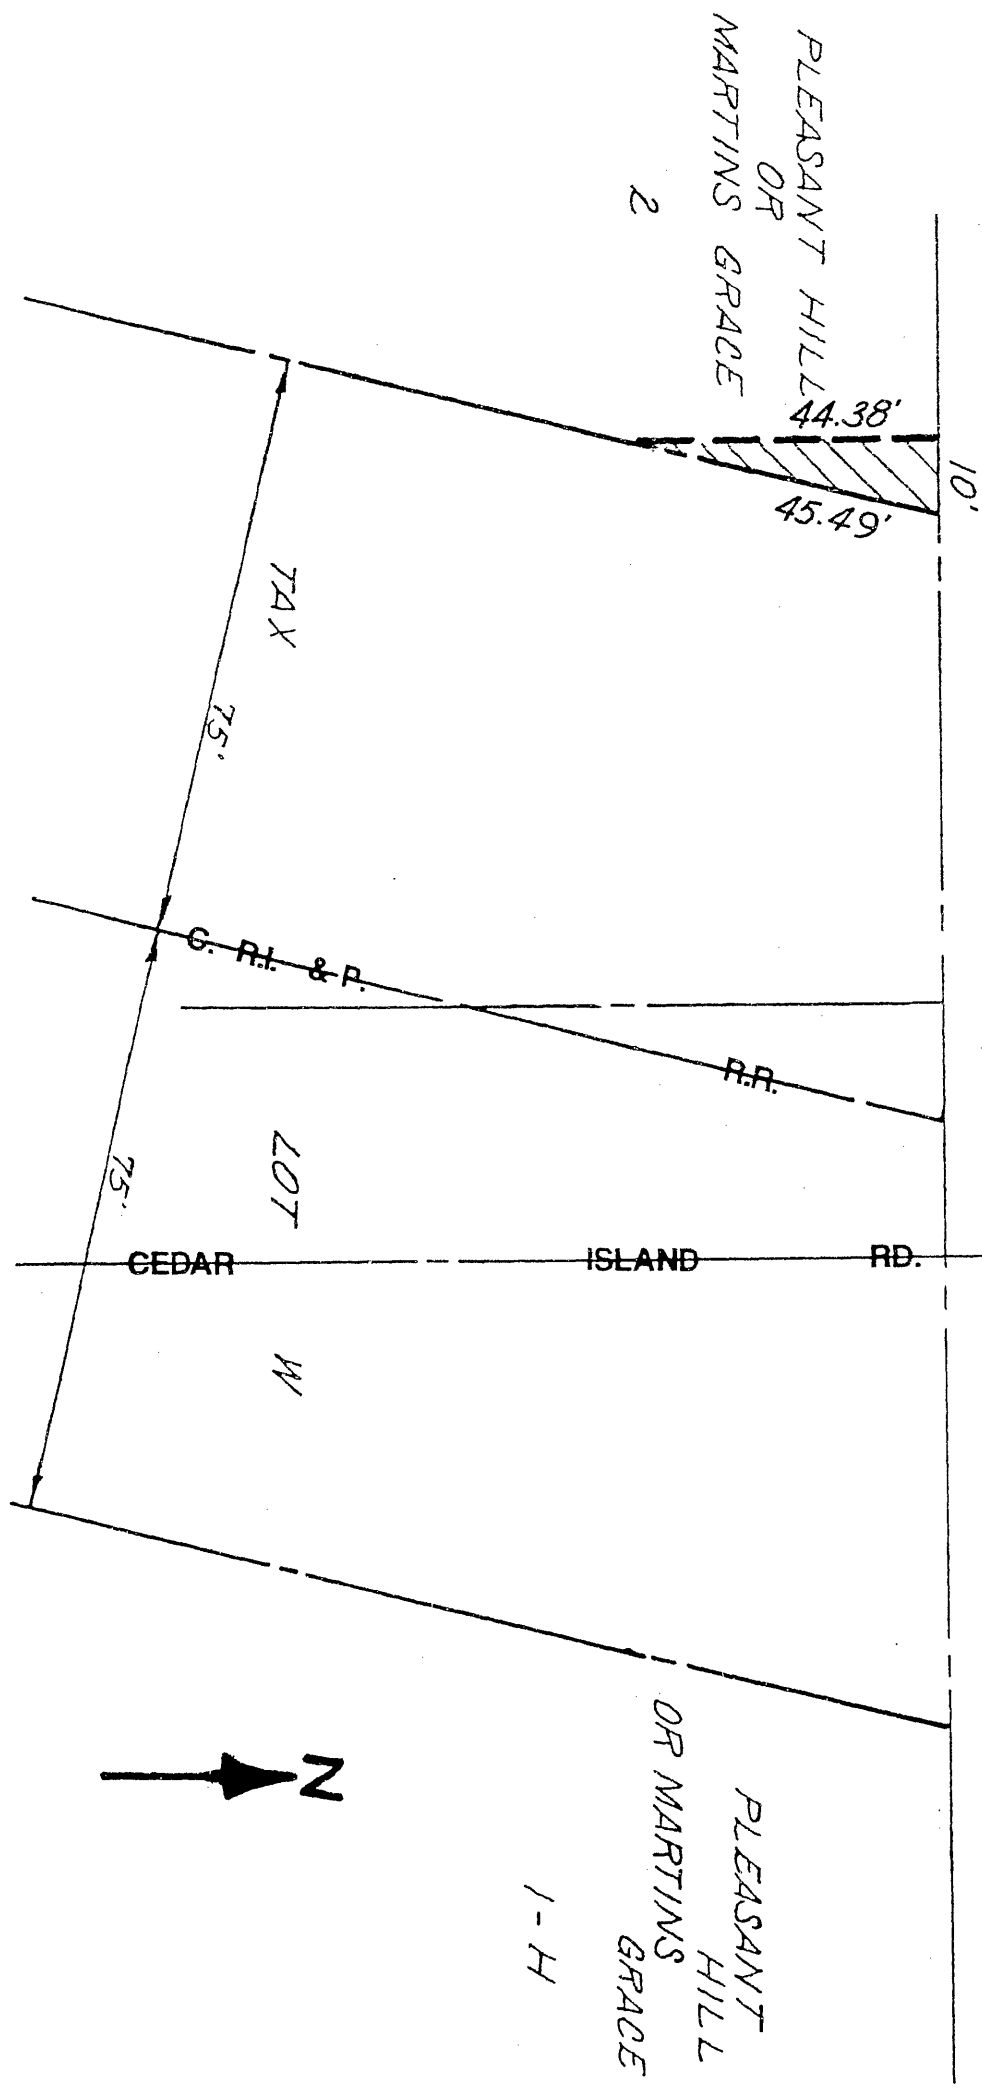 PLEASANT HILL
OR
MARTINS GRACE
2
44.38'
10'
45.49'
TAX
75'
C. R.I. & P.
R.R.
LOT
75'
CEDAR ISLAND RD.
W
N
PLEASANT
HILL
OR MARTINS
GRACE
1-H